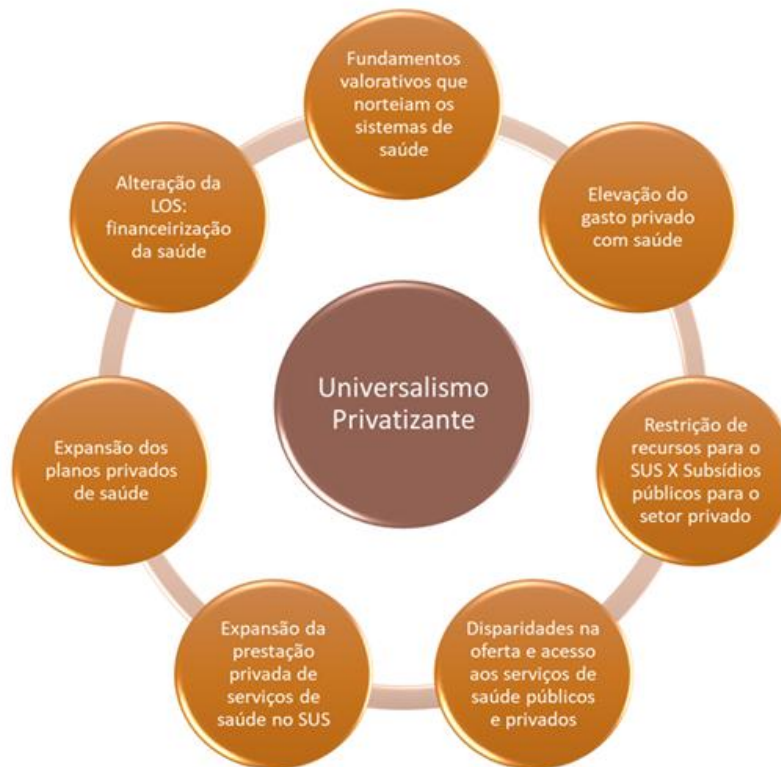 Fundamentos
valorativos que
norteiam os
sistemas de
saúde
Elevação do
gasto privado
com saúde
Restrição de
recursos para o
SUS X Subsídios
públicos para o
setor privado
Disparidades na
oferta e acesso
aos serviços de
saúde públicos
e privados
Expansão da
prestação
privada de
serviços de
saúde no SUS
Expansão dos
planos privados
de saúde
Alteração da
LOS:
financeirização
da saúde
Universalismo
Privatizante